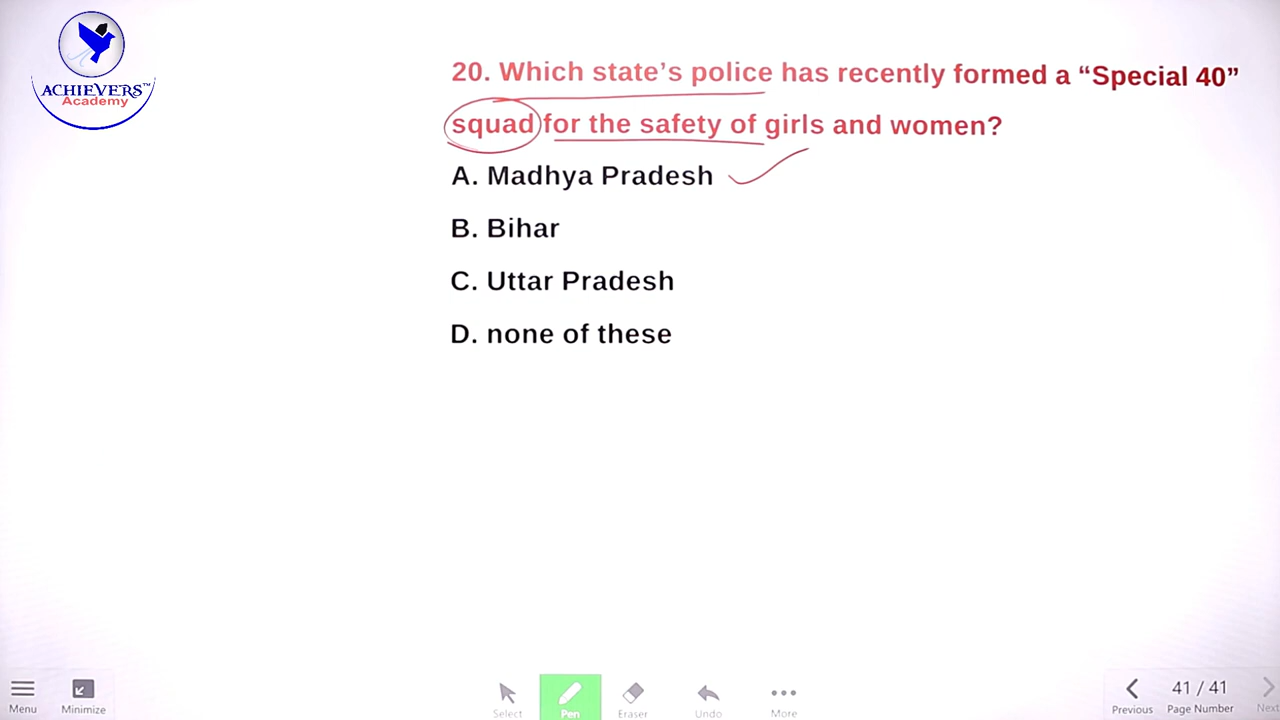 ACHIEVERS™
Academy
20. Which state’s police has recently formed a “Special 40”
squad for the safety of girls and women?
A. Madhya Pradesh
B. Bihar
C. Uttar Pradesh
D. none of these
Menu
Minimize
Select
Pen
Eraser
Undo
More
Previous
41 / 41
Page Number
Next